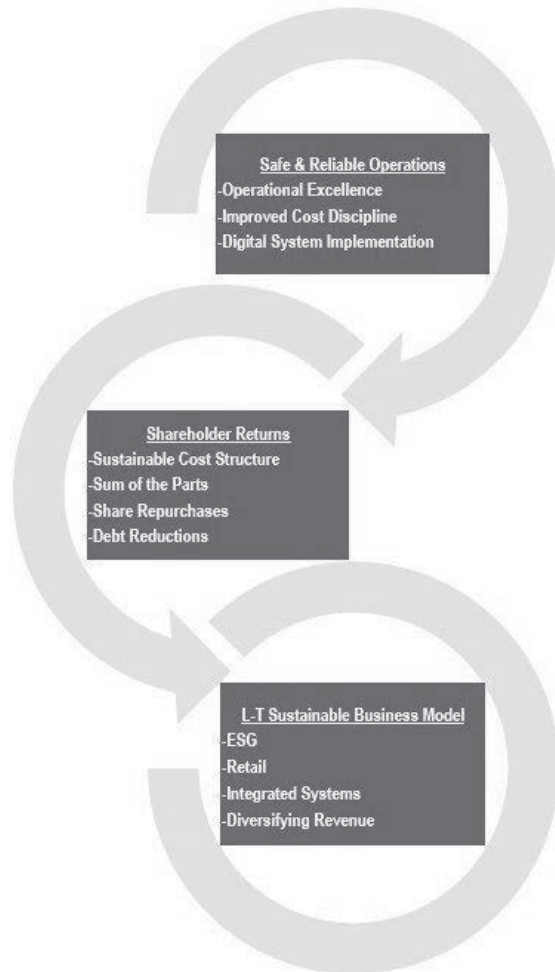 Safe & Reliable Operations
-Operational Excellence
-Improved Cost Discipline
-Digital System Implementation
Shareholder Returns
-Sustainable Cost Structure
-Sum of the Parts
-Share Repurchases
-Debt Reductions
L-T Sustainable Business Model
-ESG
-Retail
-Integrated Systems
-Diversifying Revenue